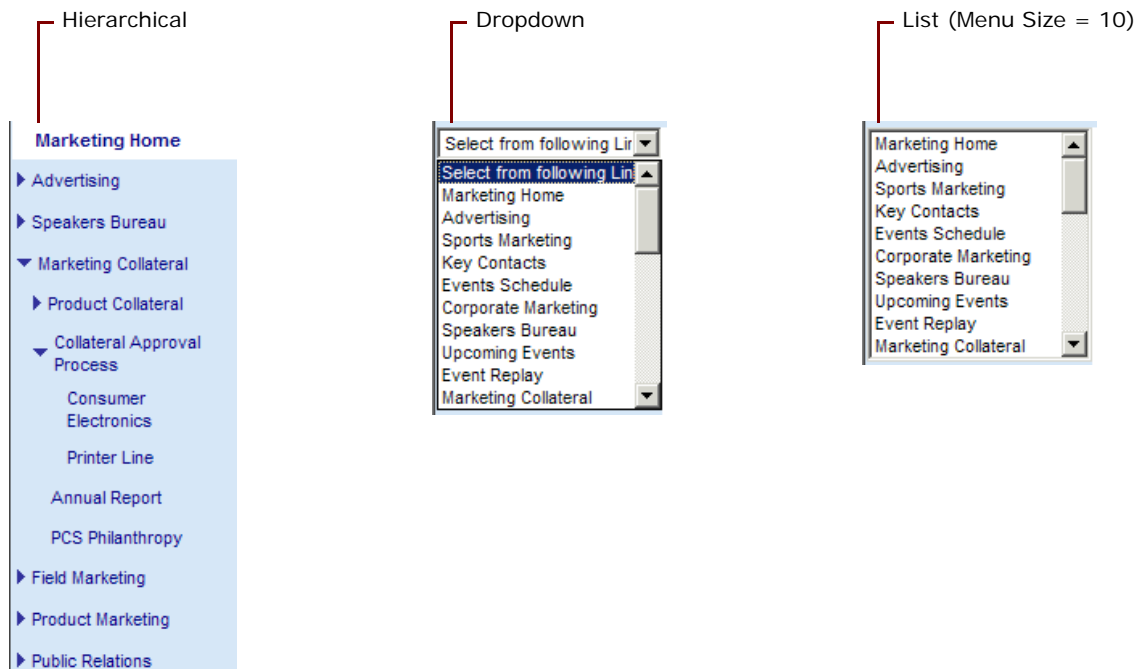 Hierarchical
Dropdown
List (Menu Size = 10)
Marketing Home
Advertising
Speakers Bureau
Marketing Collateral
Product Collateral
Collateral Approval
Process
Consumer
Electronics
Printer Line
Annual Report
PCS Philanthropy
Field Marketing
Product Marketing
Public Relations
Select from following Lir
Select from following Lin
Marketing Home
Advertising
Sports Marketing
Key Contacts
Events Schedule
Corporate Marketing
Speakers Bureau
Upcoming Events
Event Replay
Marketing Collateral
Marketing Home
Advertising
Sports Marketing
Key Contacts
Events Schedule
Corporate Marketing
Speakers Bureau
Upcoming Events
Event Replay
Marketing Collateral